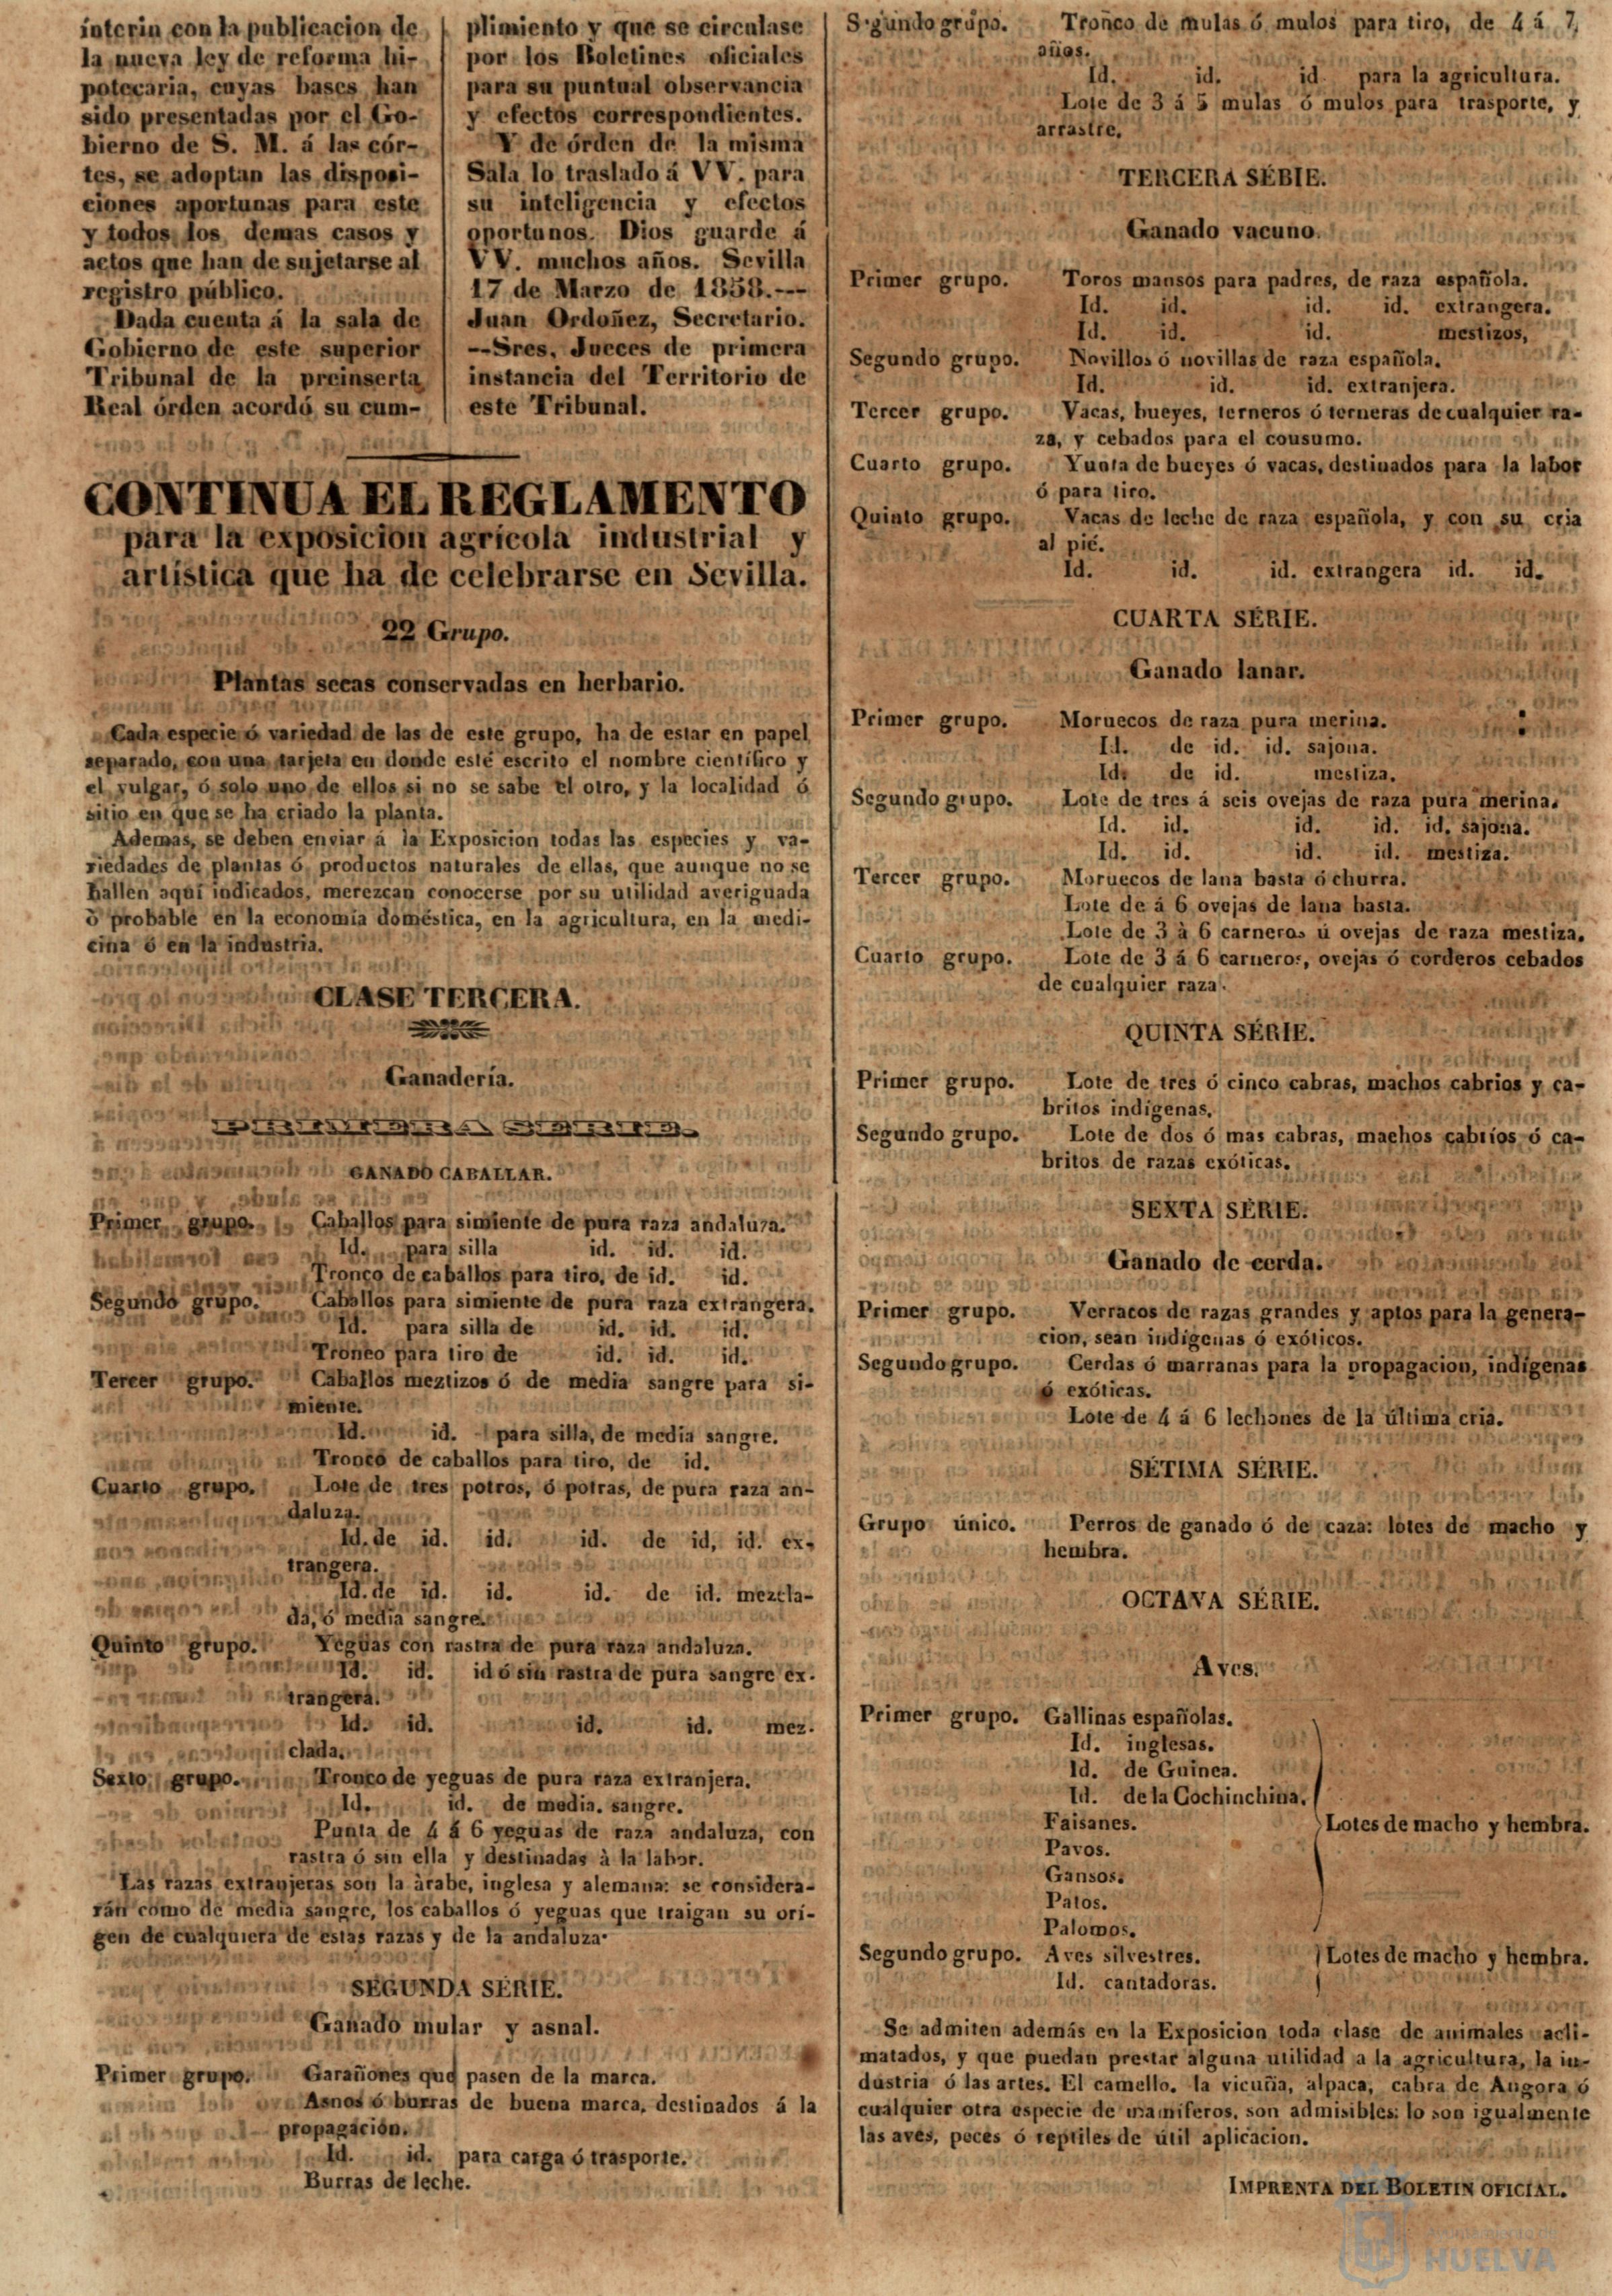 interin con la publicacion de
la nueva ley de reforma hi-
potecaria, cuyas bases han
sido presentadas por el Go-
bierno de S. M. á las cór-
tes, se adoptan las disposi-
ciones aportunas para este
y todos los demas casos y
actos que han de sujetarse al
registro público.
Dada cuenta á la sala de
Gobierno de este superior
Tribunal de la preinserta
Real órden acordó su cum-
plimiento y que se circulase
por los Boletines oficiales
para su puntual observancia
y efectos correspondientes.
Y de órden de la misma
Sala lo traslado á VV. para
su inteligencia y efectos
oportunos. Dios guarde á
VV. muchos años. Sevilla
17 de Marzo de 1858.---
Juan Ordoñez, Secretario.
--Sres. Jueces de primera
instancia del Territorio de
este Tribunal.
CONTINUA EL REGLAMENTO
para la exposicion agricola industrial y
artistica que ha de celebrarse en Sevilla.
22 Grupo.
Plantas secas conservadas en herbario.
Cada especie ó variedad de las de este grupo, ha de estar en papel
separado, con una tarjeta en donde esté escrito el nombre científico y
el vulgar, ó solo uno de ellos si no se sabe el otro, y la localidad ó
sitio en que se ha criado la planta.
Ademas, se deben enviar á la Exposicion todas las especies y va-
riedades de plantas ó productos naturales de ellas, que aunque no se
hallen aquí indicados, merezcan conocerse por su utilidad averiguada
ó probable en la economia doméstica, en la agricultura, en la medi-
cina ó en la industria.
CLASE TERCERA.
Ganadería.
GANADO CABALLAR.
Primer grupo. Caballos para simiente de pura raza andaluza.
Id. para silla id. id. id.
Tronco de caballos para tiro, de id. id.
Segundo grupo. Caballos para simiente de pura raza extrangera.
Id. para silla de id. id. id.
Tronco para tiro de id. id. id.
Tercer grupo. Caballos meztizos ó de media sangre para si-
miente.
Id. id. para silla, de media sangre.
Tronco de caballos para tiro, de id.
Cuarto grupo. Lote de tres potros, ó potras, de pura raza an-
daluza.
Id. de id. id. id. de id, id. ex-
trangera.
Id. de id. id. id. de id. mezcla-
da, ó media sangre.
Quinto grupo. Yeguas con rastra de pura raza andaluza.
Id. id. id ó sin rastra de pura sangre ex.
trangera.
Id. id. id. id. mez.
clada.
Sexto grupo. Tronco de yeguas de pura raza extranjera.
Id. id. de media. sangre.
Punta de 4 á 6 yeguas de raza andaluza, con
rastra ó sin ella y destinadas à la labor.
Las razas extranjeras son la àrabe, inglesa y alemana: se considera-
rán como de media sangre, los caballos ó yeguas que traigan su orí-
gen de cualquiera de estas razas y de la andaluza.
SEGUNDA SÉRIE.
Ganado mular y asnal.
Primer grupo. Garañones que pasen de la marca.
Asnos ó burras de buena marca, destinados á la
propagación.
Id. id. para carga ó trasporte.
Burras de leche.
Segundo grupo. Tronco de mulas ó mulos para tiro, de 4 á 7
años.
Id. id. id para la agricultura.
Lote de 3 á 5 mulas ó mulos para trasporte, y
arrastre.
TERCERA SÉBIE.
Ganado vacuno.
Primer grupo. Toros mansos para padres, de raza española.
Id. id. id. id. extrangera.
Id. id. id. mestizos,
Segundo grupo. Novillos ó novillas de raza española.
Id. id. id. extranjera.
Tercer grupo. Vacas, bueyes, terneros ó terneras de cualquier ra-
za, y cebados para el cousumo.
Cuarto grupo. Yunta de bueyes ó vacas, destinados para la labor
ó para tiro.
Quinto grupo. Vacas de leche de raza española, y con su cria
al pié.
Id. id. id. extrangera id. id.
CUARTA SÉRIE.
Ganado lanar.
Primer grupo. Moruecos de raza pura merina.
Id. de id. id. sajona.
Id. de id. mestiza.
Segundo grupo. Lote de tres á seis ovejas de raza pura merina.
Id. id. id. id. id. sajona.
Id. id. id. id. mestiza.
Tercer grupo. Moruecos de lana basta ó churra.
Lote de á 6 ovejas de lana basta.
Lote de 3 à 6 carneros ú ovejas de raza mestiza.
Cuarto grupo. Lote de 3 á 6 carneros, ovejas ó corderos cebados
de cualquier raza.
QUINTA SÉRIE.
Primer grupo. Lote de tres ó cinco cabras, machos cabrios y ca-
britos indígenas.
Segundo grupo. Lote de dos ó mas cabras, machos cabríos ó ca-
britos de razas exóticas.
SEXTA SÉRIE.
Ganado de cerda.
Primer grupo. Verracos de razas grandes y aptos para la genera-
cion, sean indígenas ó exóticos.
Segundo grupo. Cerdas ó marranas para la propagacion, indígenas
ó exóticas.
Lote de 4 á 6 lechones de la última cria.
SÉTIMA SÉRIE.
Grupo único. Perros de ganado ó de caza: lotes de macho y
hembra.
OCTAVA SÉRIE.
Aves.
Primer grupo. Gallinas españolas.
Id. inglesas.
Id. de Guinea.
Id. de la Cochinchina.
Faisanes.
Lotes de macho y hembra.
Pavos.
Gansos.
Patos.
Palomos.
Segundo grupo. Aves silvestres. Lotes de macho y hembra.
Id. cantadoras.
Se admiten además en la Exposicion toda clase de animales acli-
matados, y que puedan prestar alguna utilidad a la agricultura, la in-
dustria ó las artes. El camello, la vicuña, alpaca, cabra de Angora ó
cualquier otra especie de mamíferos, son admisibles: lo son igualmente
las aves, peces ó reptiles de útil aplicacion.
IMPRENTA DEL BOLETIN OFICIAL.
Ayuntamiento de
HUELVA